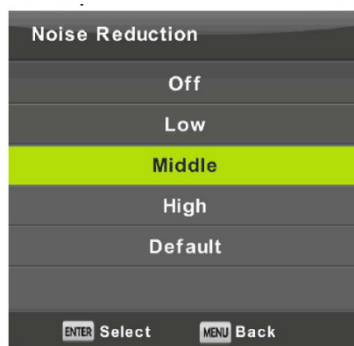 Noise Reduction
Off
Low
Middle
High
Default
ENTER Select MENU Back